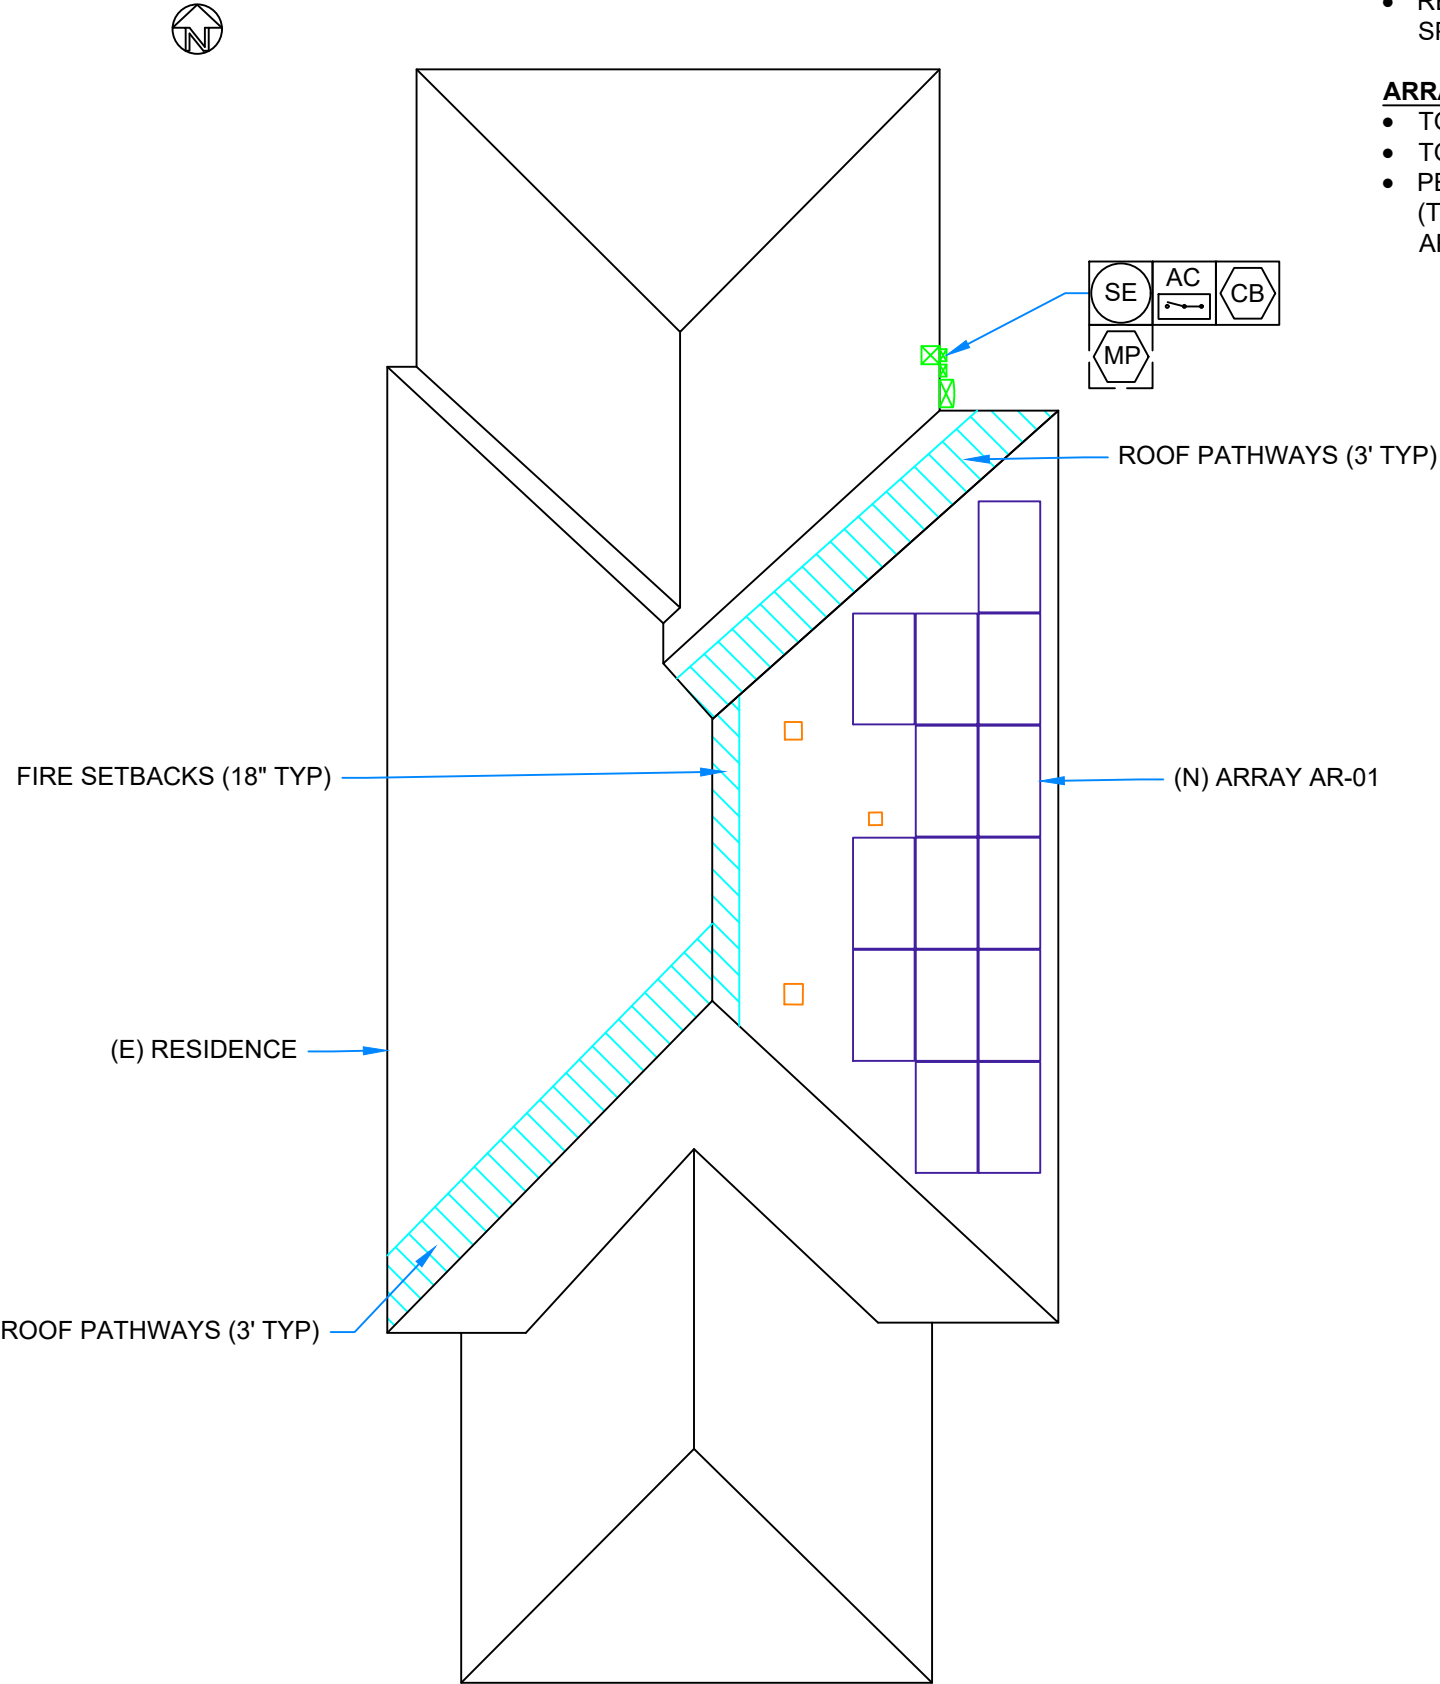 N
SE
AC
CB
MP
ROOF PATHWAYS (3' TYP)
FIRE SETBACKS (18" TYP)
(N) ARRAY AR-01
(E) RESIDENCE
ROOF PATHWAYS (3' TYP)